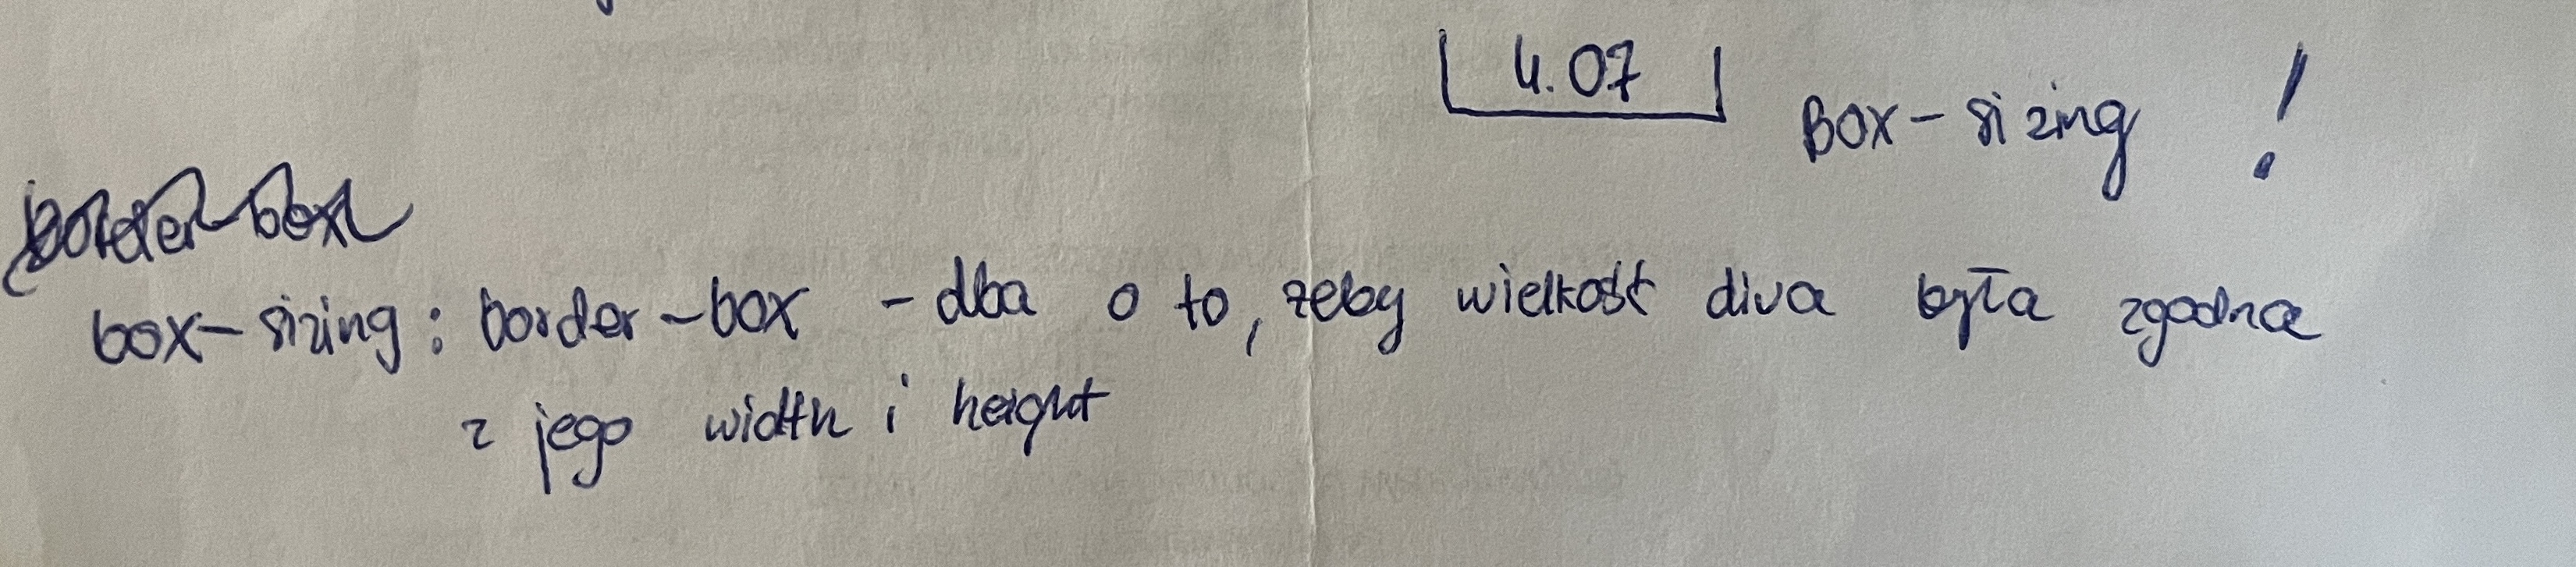 4.07
Box-sizing !
border-box
box-sizing: border-box - dba o to, żeby wielkość diva była zgodna
z jego width i height